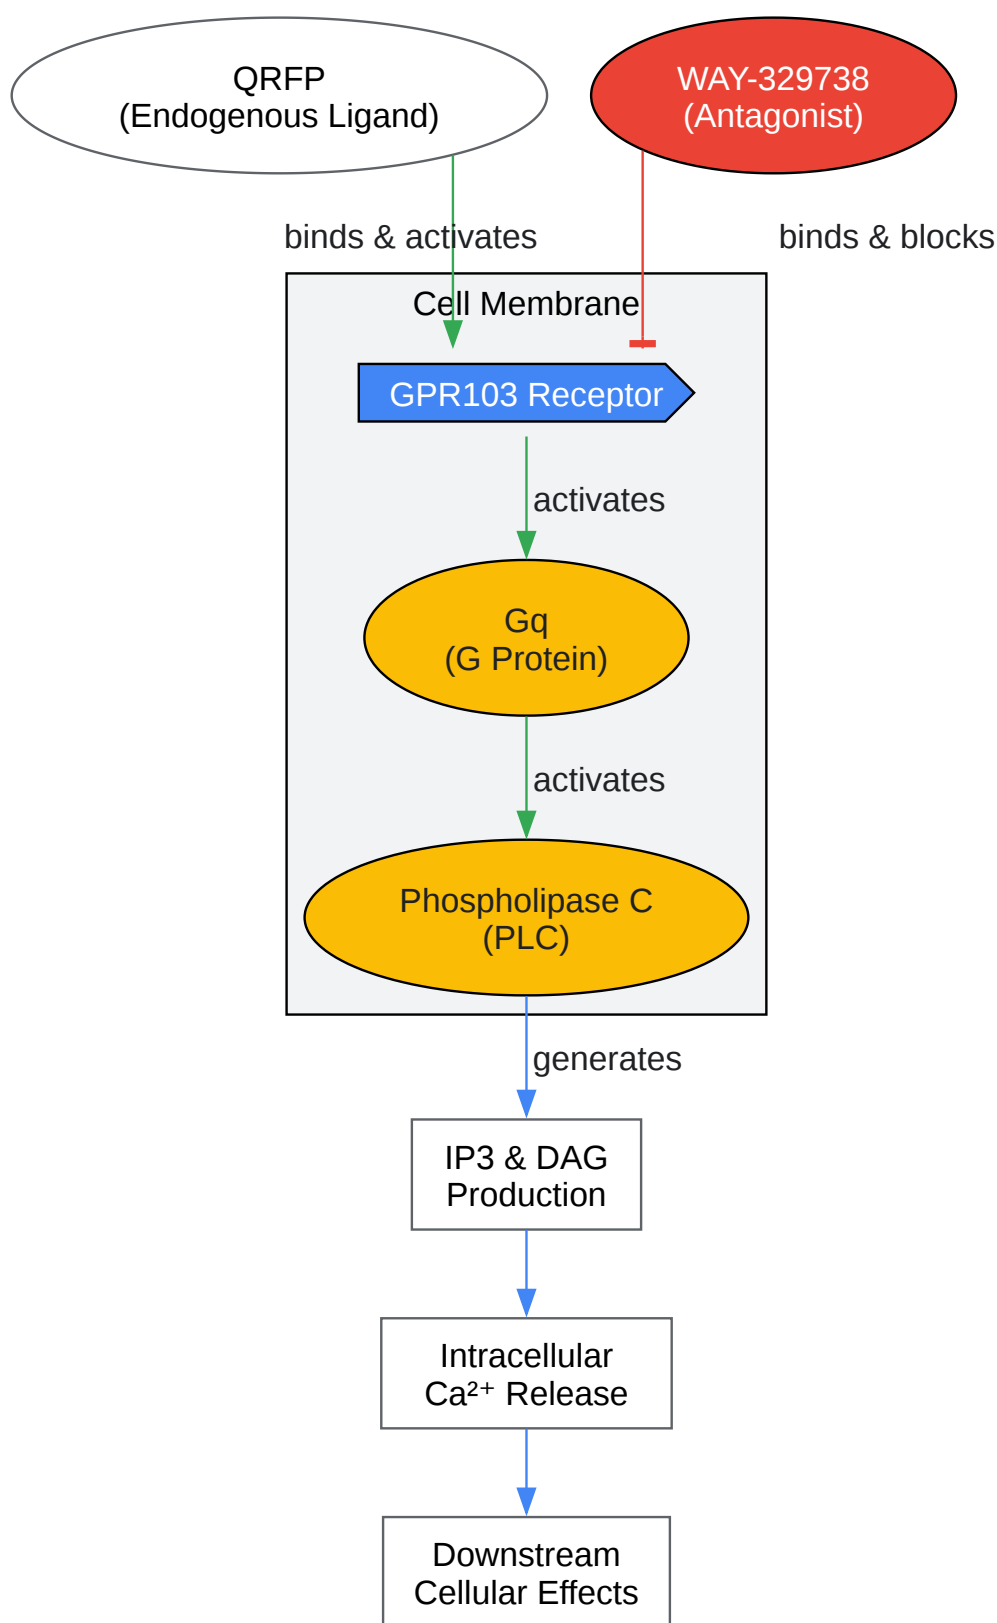 QRFP
(Endogenous Ligand)
WAY-329738
(Antagonist)
binds & activates
binds & blocks
Cell Membrane
GPR103 Receptor
activates
Gq
(G Protein)
activates
Phospholipase C
(PLC)
generates
IP3 & DAG
Production
Intracellular
Ca²⁺ Release
Downstream
Cellular Effects